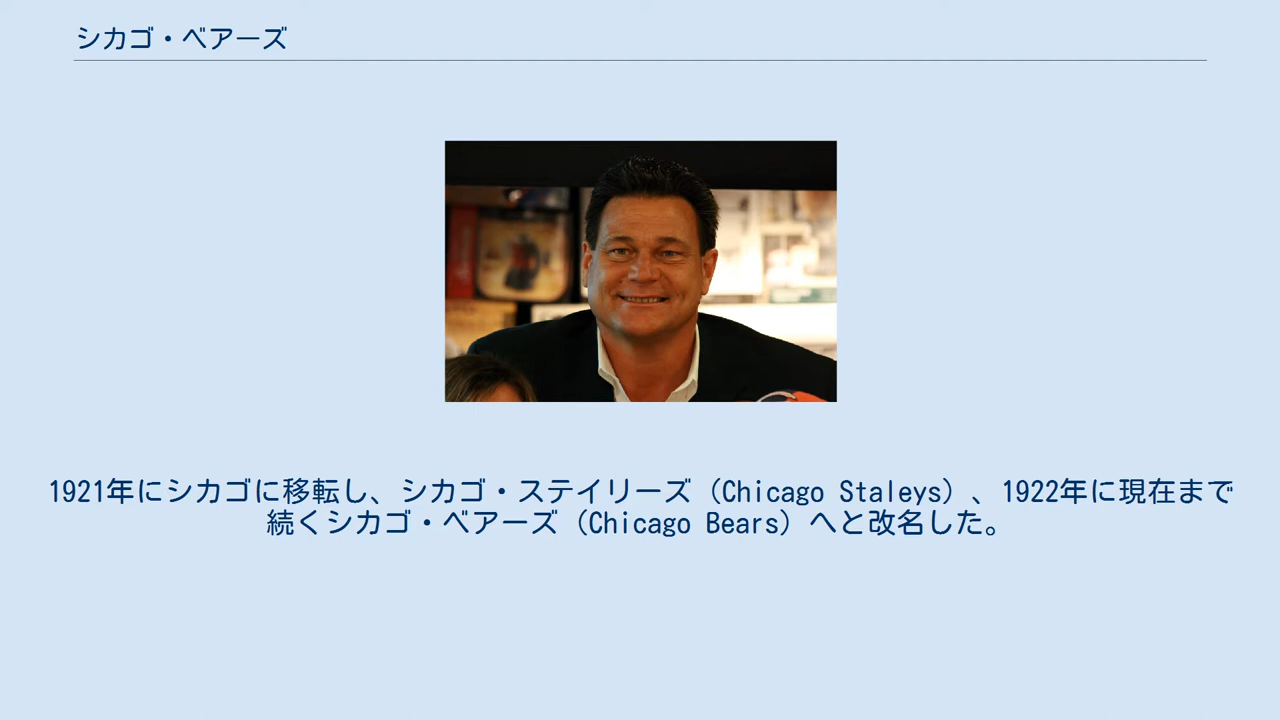 シカゴ・ベアーズ
1921年にシカゴに移転し、シカゴ・ステイリーズ（Chicago Staleys）、1922年に現在まで
続くシカゴ・ベアーズ（Chicago Bears）へと改名した。